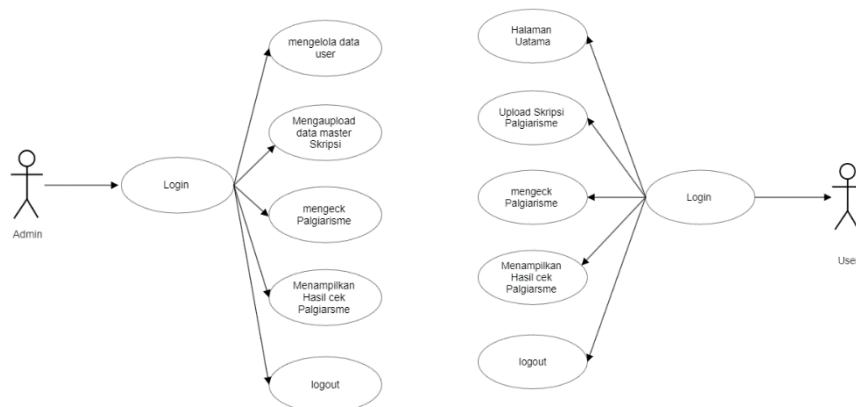 mengelola data
user
Mengaupload
data master
Skripsi
Login
Admin
mengeck
Palgiarisme
Menampilkan
Hasil cek
Palgiarsme
logout
Halaman
Uatama
Upload Skripsi
Palgiarisme
mengeck
Palgiarisme
Login
User
Menampilkan
Hasil cek
Palgiarsme
logout